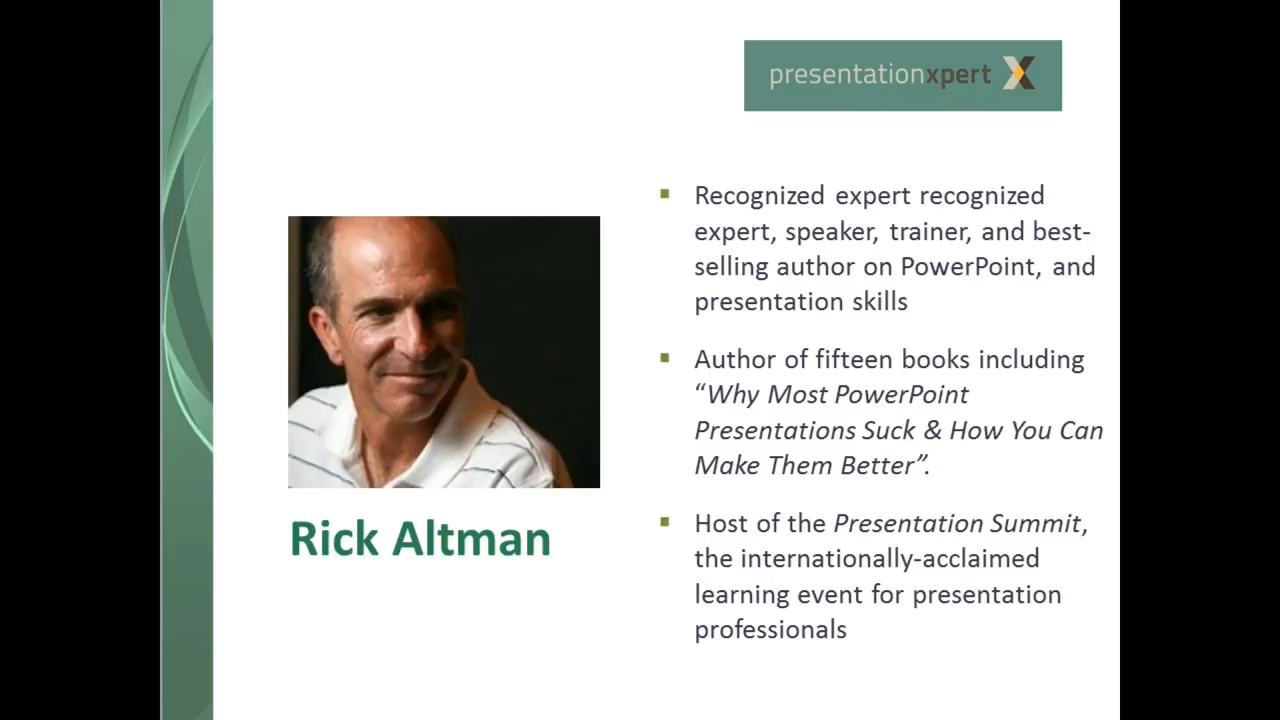 presentationxpert
Recognized expert recognized
expert, speaker, trainer, and best-
selling author on PowerPoint, and
presentation skills
Author of fifteen books including
“Why Most PowerPoint
Presentations Suck & How You Can
Make Them Better”.
Host of the Presentation Summit,
the internationally-acclaimed
learning event for presentation
professionals
Rick Altman